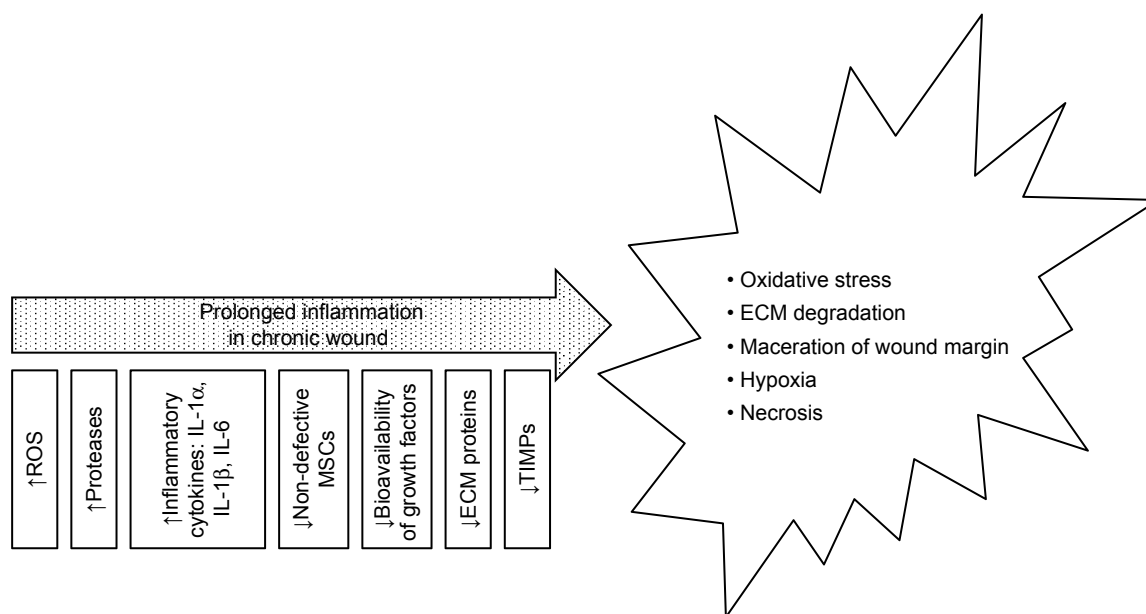 Prolonged inflammation
in chronic wound
↑ROS
↑Proteases
↑Inflammatory
cytokines: IL-1α,
IL-1β, IL-6
↓Non-defective
MSCs
↓Bioavailability
of growth factors
↓ECM proteins
↓TIMPs
• Oxidative stress
• ECM degradation
• Maceration of wound margin
• Hypoxia
• Necrosis